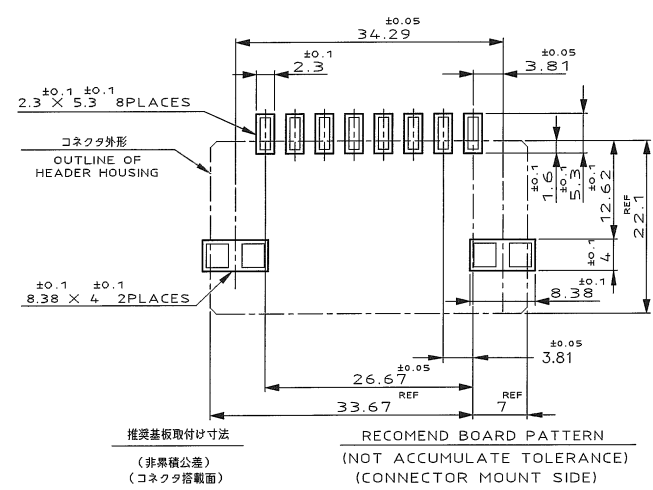 ±0.05
34.29
±0.1
2.3
±0.05
3.81
±0.1 ±0.1
2.3 × 5.3 8PLACES
コネクタ外形
OUTLINE OF
HEADER HOUSING
±0.1
1.6
±0.1
5.3
±0.1
12.62
REF
22.1
±0.1
4
±0.1 ±0.1
8.38 × 4 2PLACES
±0.1
8.38
±0.05
3.81
±0.05
26.67
REF
33.67
REF
7
推奨基板取付け寸法
(非累積公差)
(コネクタ搭載面)
RECOMEND BOARD PATTERN
(NOT ACCUMULATE TOLERANCE)
(CONNECTOR MOUNT SIDE)